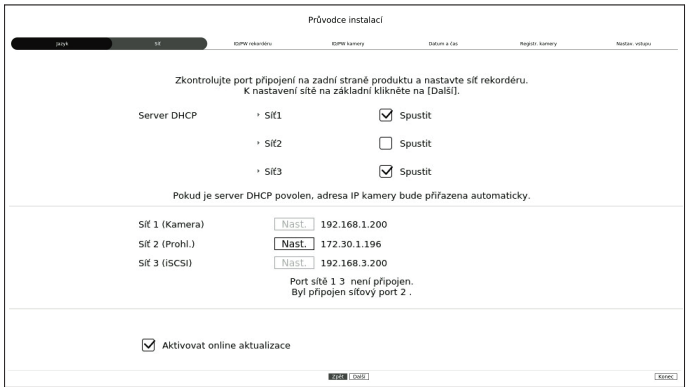 Průvodce instalací
Jazyk Síť ID/PW rekordéru ID/PW kamery Datum a čas Registr. kamery Nastav. vstupu
Zkontrolujte port připojení na zadní straně produktu a nastavte síť rekordéru.
K nastavení sítě na základní klikněte na [Další].
Server DHCP Síť1 Spustit
Síť2 Spustit
Síť3 Spustit
Pokud je server DHCP povolen, adresa IP kamery bude přiřazena automaticky.
Síť 1 (Kamera) Nast. 192.168.1.200
Síť 2 (Prohl.) Nast. 172.30.1.196
Síť 3 (iSCSI) Nast. 192.168.3.200
Port sítě 1 3 není připojen.
Byl připojen síťový port 2 .
Aktivovat online aktualizace
Zpět Další Konec